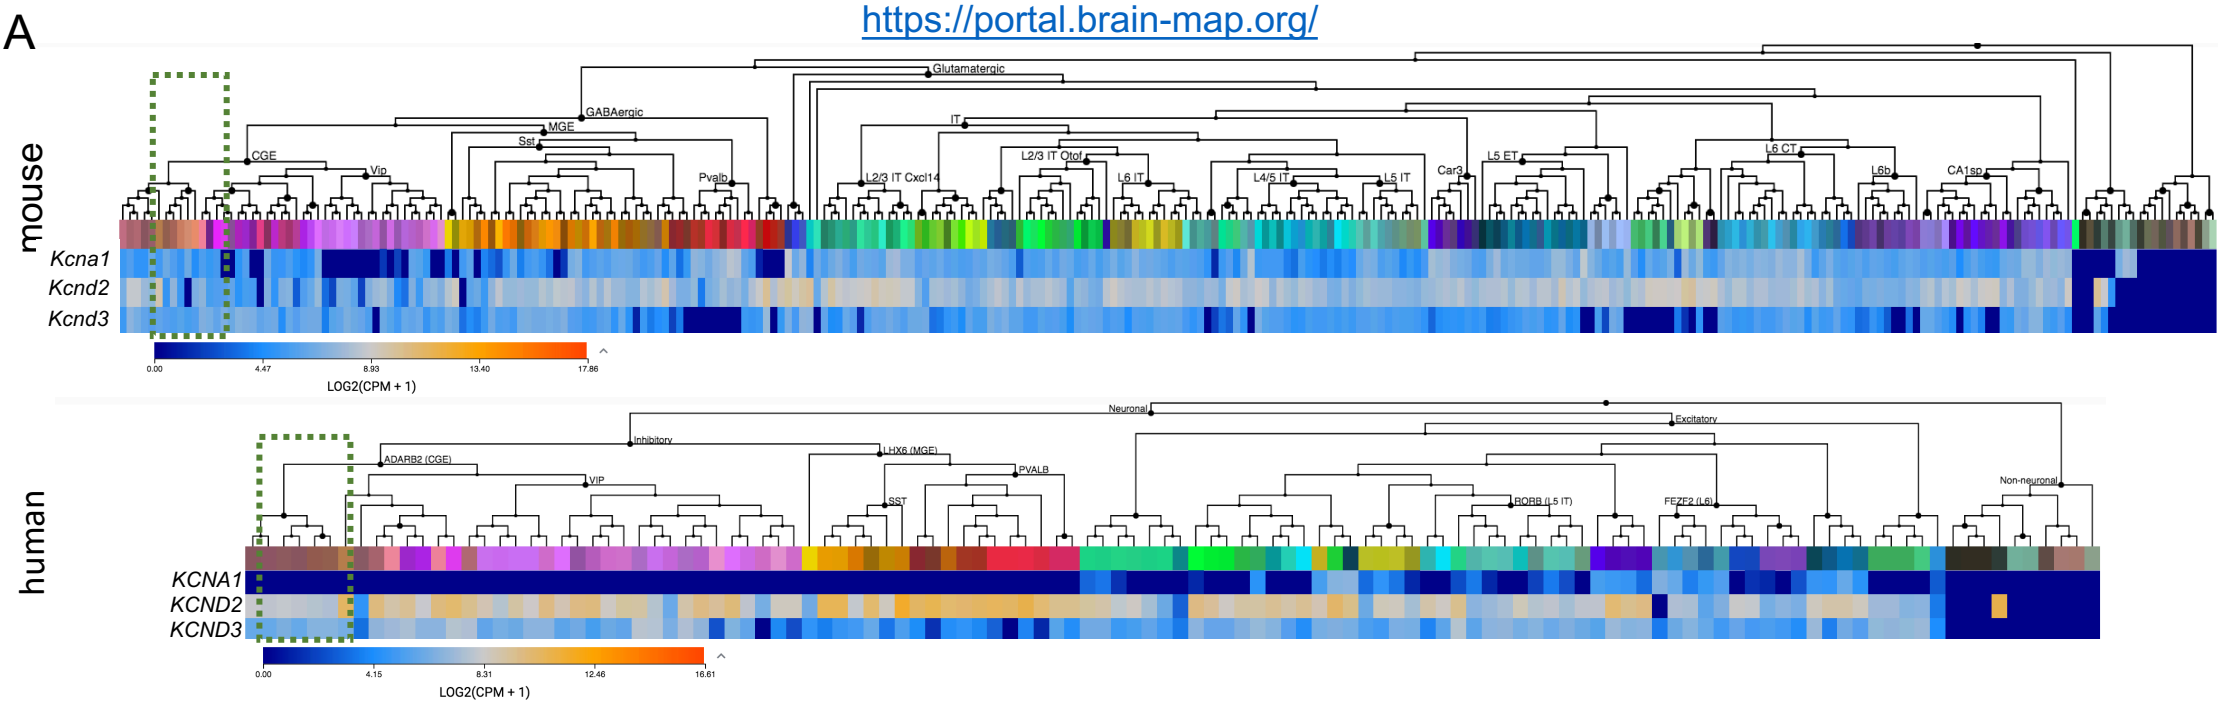 A
https://portal.brain-map.org/
mouse
Glutamatergic
GABAergic
MGE
IT
Sst
CGE
Vip
Pvalb
L2/3 IT Cxcl14
L2/3 IT Otof
L6 IT
L4/5 IT
L5 IT
Car3
L5 ET
L6 CT
L6b
CA1sp
Kcna1
Kcnd2
Kcnd3
0.00 4.47 8.93 13.40 17.86
LOG2(CPM + 1)
human
Neuronal
Excitatory
Inhibitory
LHX6 (MGE)
ADARB2 (CGE)
PVALB
VIP
SST
RORB (L5 IT)
FEZF2 (L6)
Non-neuronal
KCNA1
KCND2
KCND3
0.00 4.15 8.31 12.46 16.61
LOG2(CPM + 1)